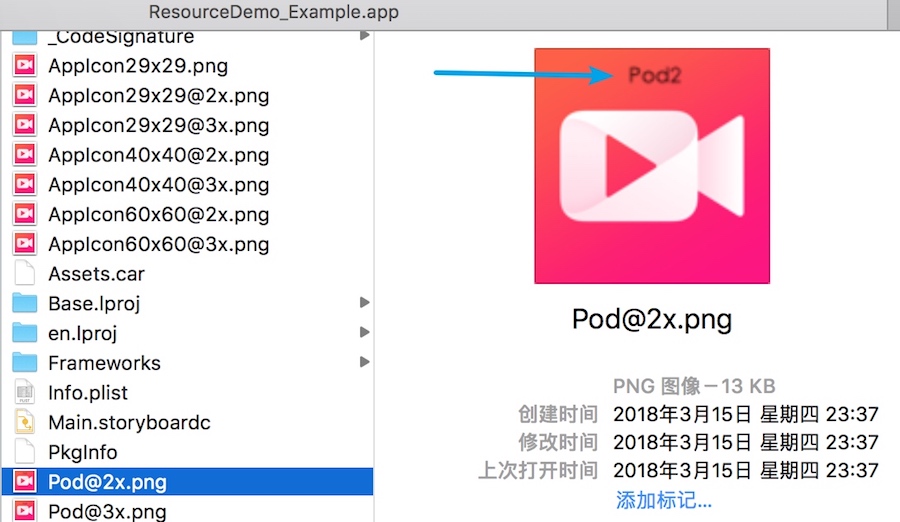 ResourceDemo_Example.app
_CodeSignature
AppIcon29x29.png
AppIcon29x29@2x.png
AppIcon29x29@3x.png
AppIcon40x40@2x.png
AppIcon40x40@3x.png
AppIcon60x60@2x.png
AppIcon60x60@3x.png
Assets.car
Base.lproj
en.lproj
Frameworks
Info.plist
Main.storyboardc
PkgInfo
Pod@2x.png
Pod@3x.png
Pod2
Pod@2x.png
PNG 图像 – 13 KB
创建时间 2018年3月15日 星期四 23:37
修改时间 2018年3月15日 星期四 23:37
上次打开时间 2018年3月15日 星期四 23:37
添加标记...